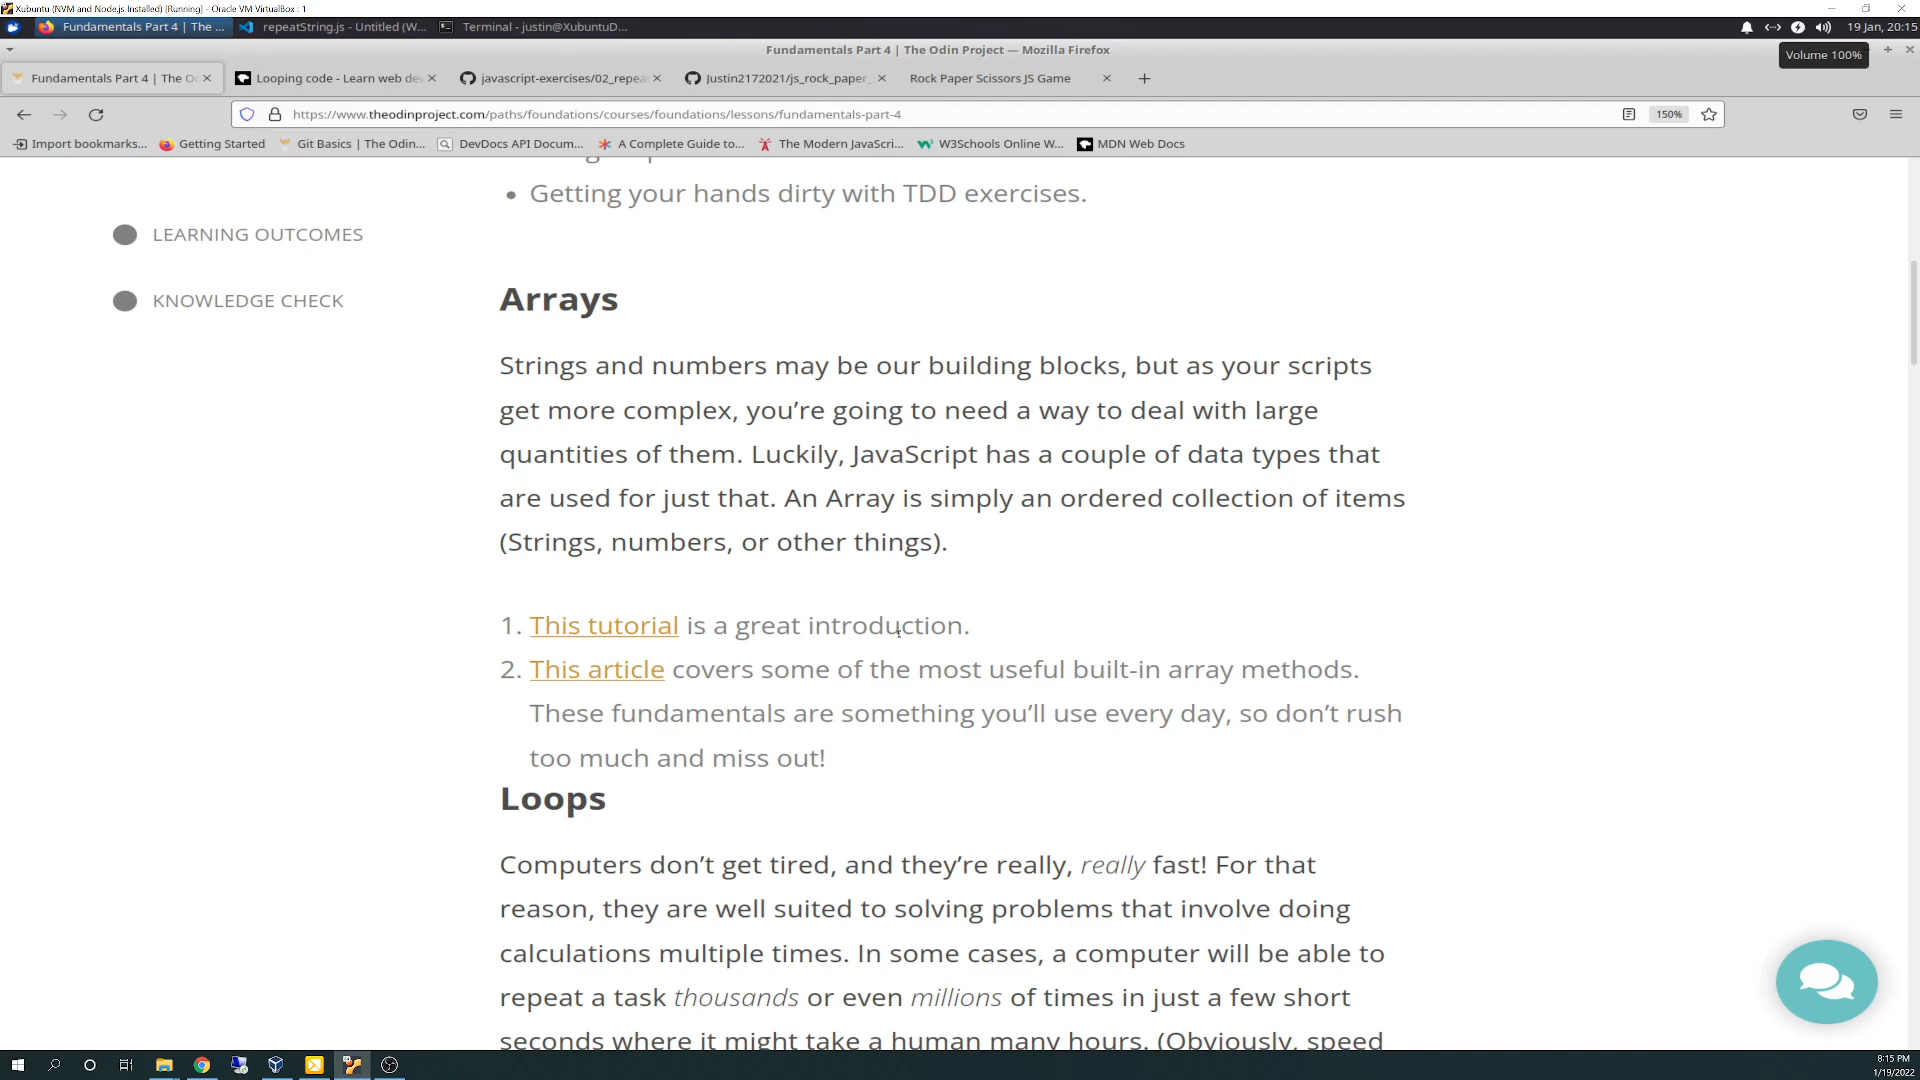 Xubuntu (NVM and Node.js Installed) [Running] - Oracle VM VirtualBox : 1
Fundamentals Part 4 | The ...
repeatString.js - Untitled (W...
Terminal - justin@XubuntuD...
19 Jan, 20:15
Fundamentals Part 4 | The Odin Project — Mozilla Firefox
Volume 100%
Fundamentals Part 4 | The O
Looping code - Learn web de
javascript-exercises/02_repea
Justin2172021/js_rock_paper_
Rock Paper Scissors JS Game
https://www.theodinproject.com/paths/foundations/courses/foundations/lessons/fundamentals-part-4
150%
Import bookmarks...
Getting Started
Git Basics | The Odin...
DevDocs API Docum...
A Complete Guide to...
The Modern JavaScri...
W3Schools Online W...
MDN Web Docs
• Getting your hands dirty with TDD exercises.
LEARNING OUTCOMES
KNOWLEDGE CHECK
Arrays
Strings and numbers may be our building blocks, but as your scripts
get more complex, you’re going to need a way to deal with large
quantities of them. Luckily, JavaScript has a couple of data types that
are used for just that. An Array is simply an ordered collection of items
(Strings, numbers, or other things).
1. This tutorial is a great introduction.
2. This article covers some of the most useful built-in array methods.
These fundamentals are something you’ll use every day, so don’t rush
too much and miss out!
Loops
Computers don’t get tired, and they’re really, really fast! For that
reason, they are well suited to solving problems that involve doing
calculations multiple times. In some cases, a computer will be able to
repeat a task thousands or even millions of times in just a few short
seconds where it might take a human many hours. (Obviously, speed
8:15 PM
1/19/2022